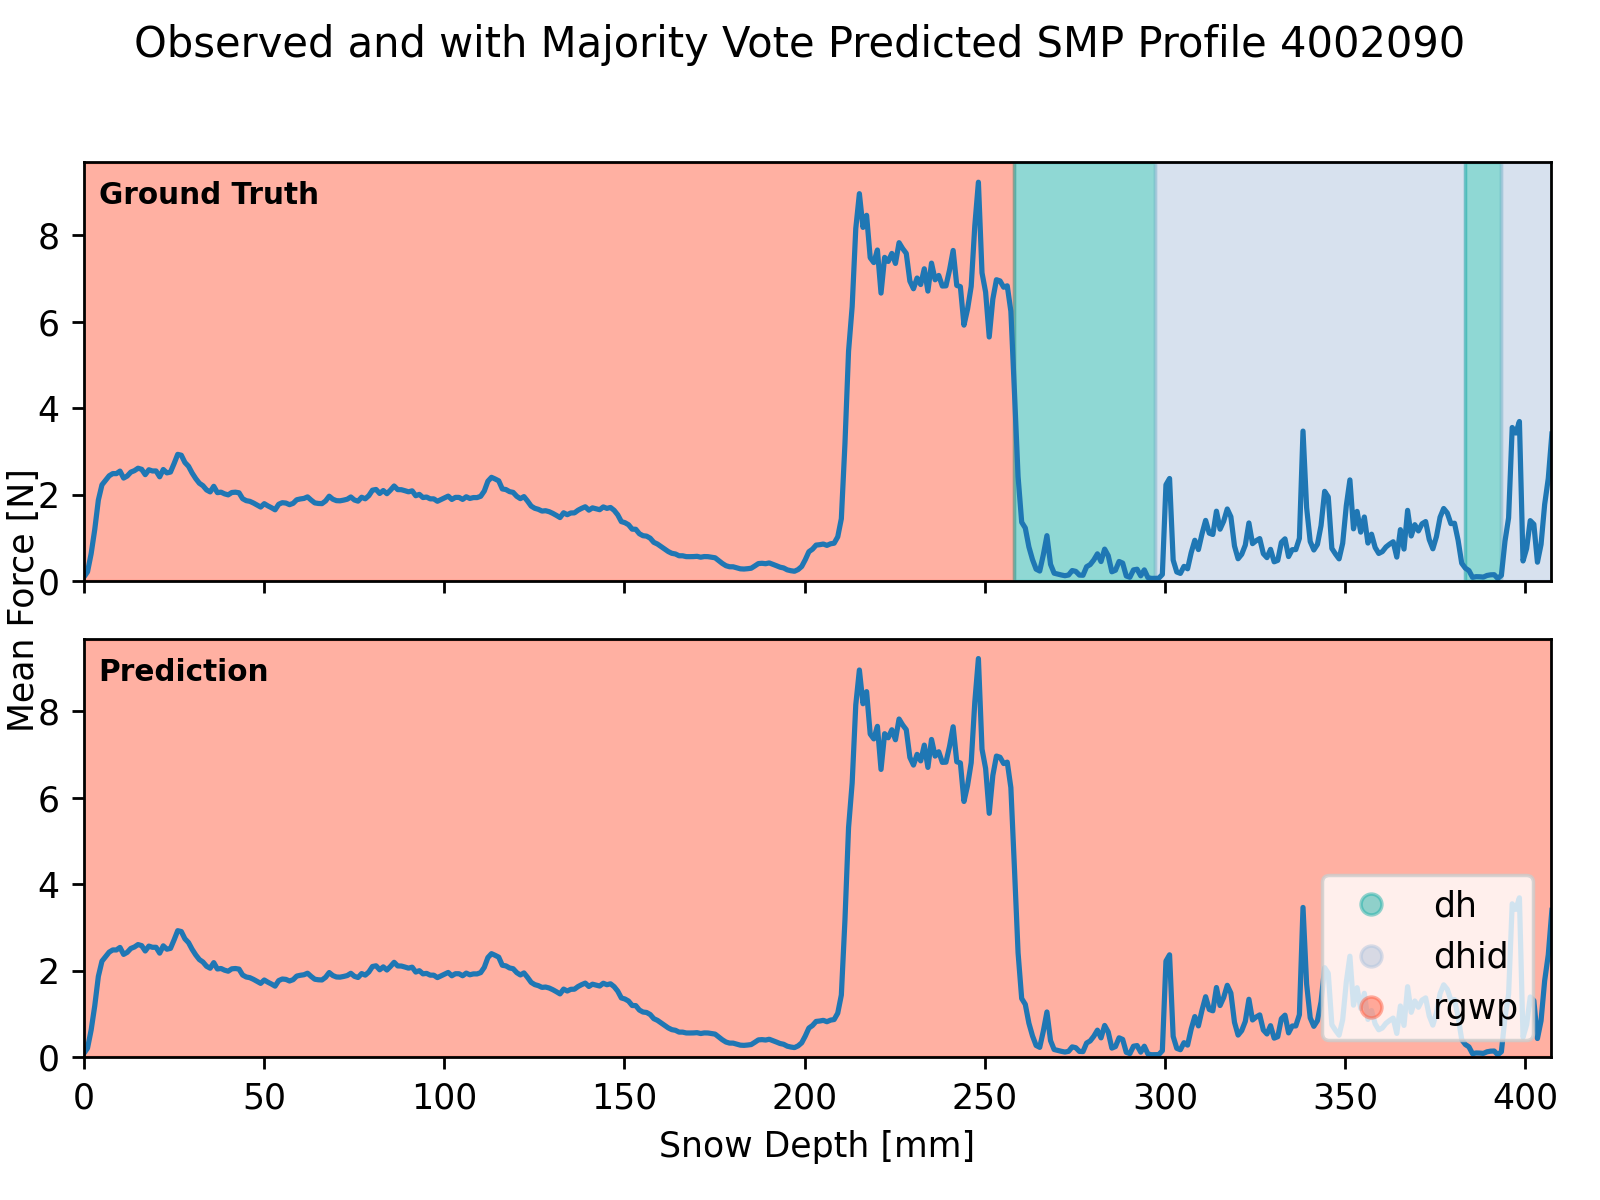 Observed and with Majority Vote Predicted SMP Profile 4002090
Ground Truth
8
6
4
2
0
Mean Force [N]
Prediction
8
6
4
2
0
dh
dhid
rgwp
0 50 100 150 200 250 300 350 400
Snow Depth [mm]